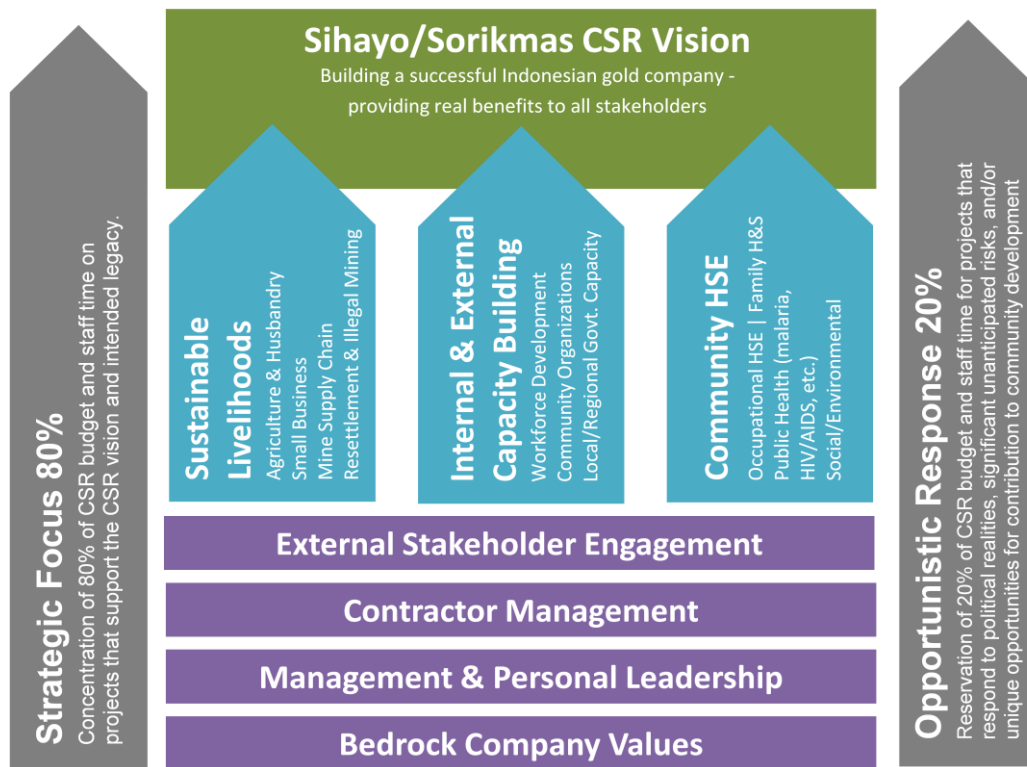 Sihayo/Sorikmas CSR Vision
Building a successful Indonesian gold company -
providing real benefits to all stakeholders
Strategic Focus 80%
Concentration of 80% of CSR budget and staff time on
projects that support the CSR vision and intended legacy.
Sustainable
Livelihoods
Agriculture & Husbandry
Small Business
Mine Supply Chain
Resettlement & Illegal Mining
Internal & External
Capacity Building
Workforce Development
Community Organizations
Local/Regional Govt. Capacity
Community HSE
Occupational HSE | Family H&S
Public Health (malaria,
HIV/AIDS, etc.)
Social/Environmental
Opportunistic Response 20%
Reservation of 20% of CSR budget and staff time for projects that
respond to political realities, significant unanticipated risks, and/or
unique opportunities for contribution to community development
External Stakeholder Engagement
Contractor Management
Management & Personal Leadership
Bedrock Company Values